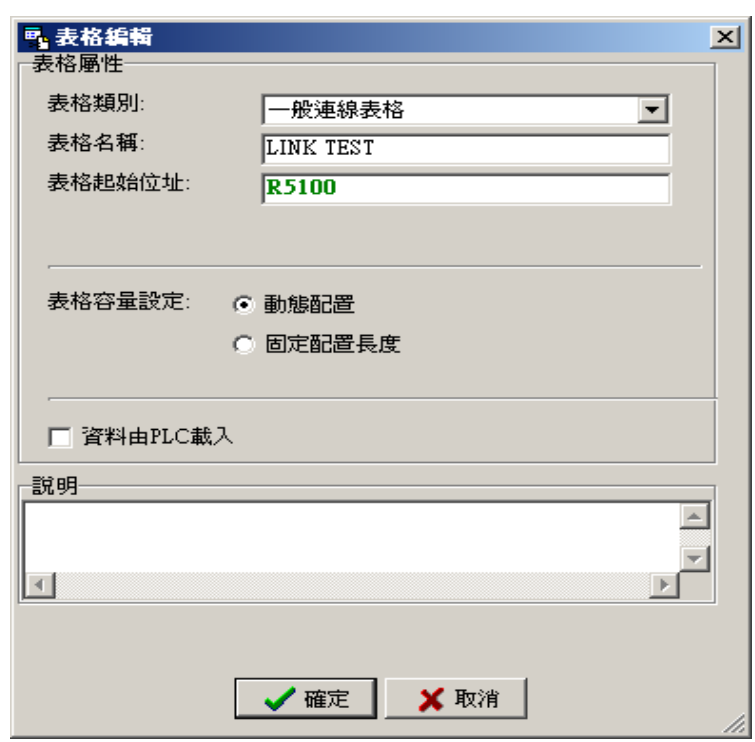 表格編輯
表格屬性
表格類別: 一般連線表格
表格名稱: LINK TEST
表格起始位址: R5100
表格容量設定: 動態配置
固定配置長度
資料由PLC載入
說明
確定 取消